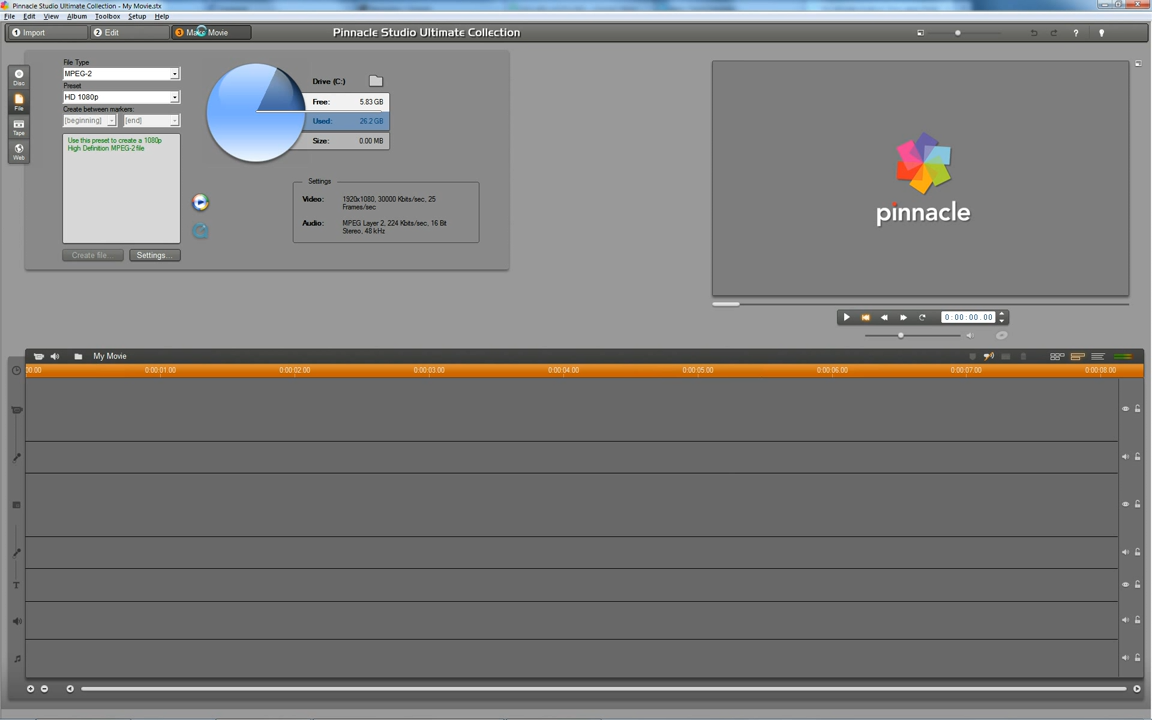 Pinnacle Studio Ultimate Collection - My Movie.stx
File Edit View Album Toolbox Setup Help
1 Import
2 Edit
3 Make Movie
Pinnacle Studio Ultimate Collection
?
Disc
File
Tape
Web
File Type
MPEG-2
Preset
HD 1080p
Create between markers:
[beginning] - [end] -
Use this preset to create a 1080p
High Definition MPEG-2 file
Create file...
Settings...
Drive (C:)
Free: 5.83 GB
Used: 26.2 GB
Size: 0.00 MB
Settings
Video: 1920x1080, 30000 Kbits/sec, 25
Frames/sec
Audio: MPEG Layer 2, 224 Kbits/sec, 16 Bit
Stereo, 48 kHz
pinnacle
0:00:00.00
My Movie
00.00 0:00:01.00 0:00:02.00 0:00:03.00 0:00:04.00 0:00:05.00 0:00:06.00 0:00:07.00 0:00:08.00
T